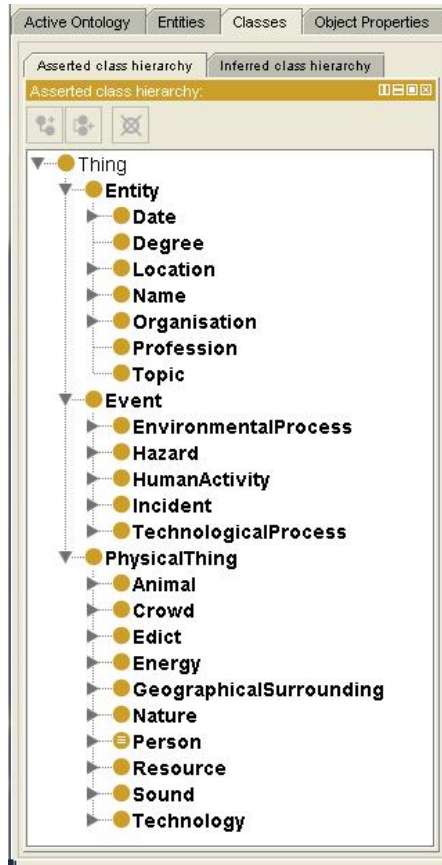 Active Ontology Entities Classes Object Properties
Asserted class hierarchy Inferred class hierarchy
Asserted class hierarchy:
Thing
Entity
Date
Degree
Location
Name
Organisation
Profession
Topic
Event
EnvironmentalProcess
Hazard
HumanActivity
Incident
TechnologicalProcess
PhysicalThing
Animal
Crowd
Edict
Energy
GeographicalSurrounding
Nature
Person
Resource
Sound
Technology